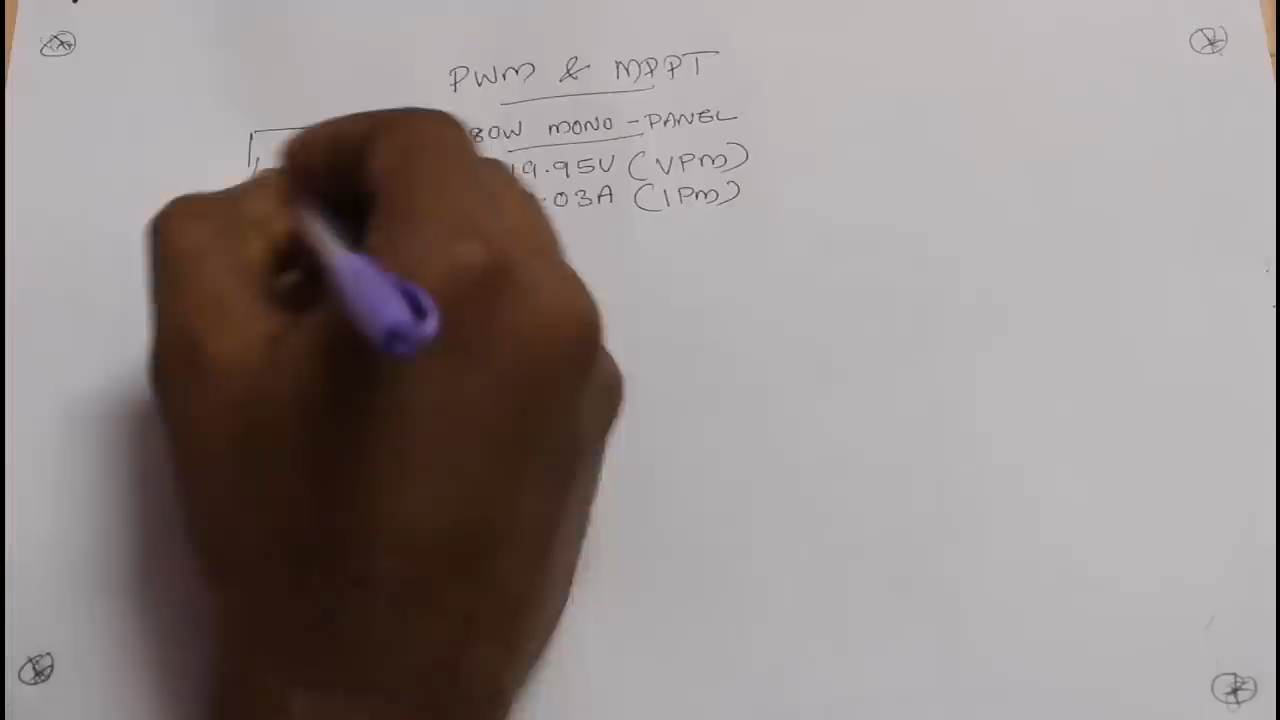 PWM & MPPT
80W MONO-PANEL
19.95V (VPM)
.03A (IPM)